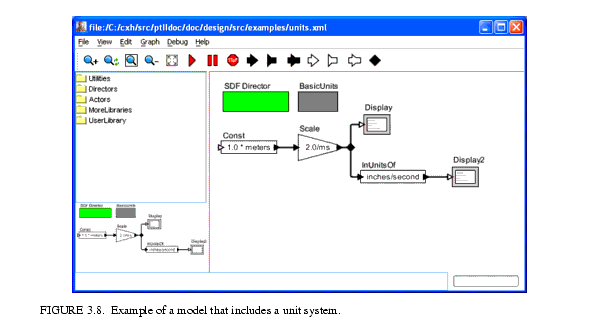 file:/C:/cxh/src/ptIIdoc/doc/design/src/examples/units.xml
File View Edit Graph Debug Help
Utilities
Directors
Actors
MoreLibraries
UserLibrary
SDF Director
BasicUnits
Display
Const
Scale
1.0 * meters
2.0/ms
Display2
InUnitsOf
inches/second
SDF Director
BasicUnits
Display
Const
Scale
1.0 * meters
2.0/ms
Display2
InUnitsOf
inches/second
FIGURE 3.8. Example of a model that includes a unit system.